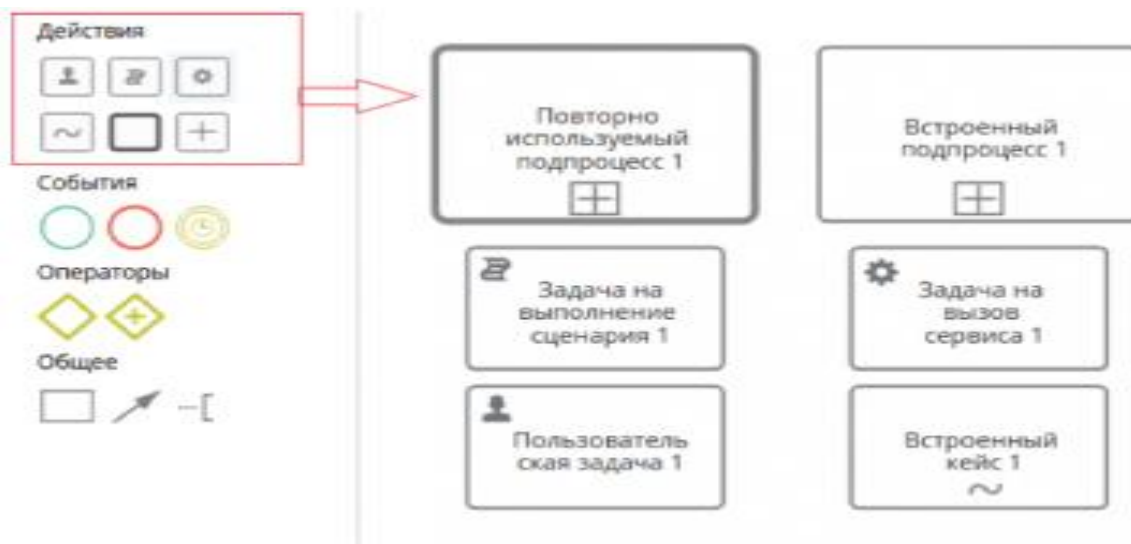 Действия
События
Операторы
Общее
Повторно
используемый
подпроцесс 1
Встроенный
подпроцесс 1
Задача на
выполнение
сценария 1
Задача на
вызов
сервиса 1
Пользователь
ская задача 1
Встроенный
кейс 1